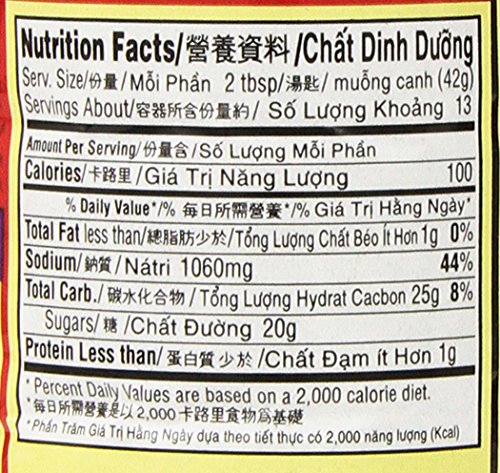 Nutrition Facts/營養資料/Chất Dinh Dưỡng
Serv. Size/份量/Mỗi Phần 2 tbsp/湯匙/ muỗng canh (42g)
Servings About/容器所含份量約/ Số Lượng Khoảng 13
Amount Per Serving/份量含/Số Lượng Mỗi Phần
Calories/卡路里/Giá Trị Năng Lượng 100
% Daily Value*/% 每日所需營養*/% Giá Trị Hằng Ngày*
Total Fat less than/總脂肪少於/Tổng Lượng Chất Béo Ít Hơn 1g 0%
Sodium/鈉質/ Nátri 1060mg 44%
Total Carb./ 碳水化合物 / Tổng Lượng Hydrat Cacbon 25g 8%
Sugars/ 糖 /Chất Đường 20g
Protein Less than/ 蛋白質 少於 /Chất Đạm ít Hơn 1g
* Percent Daily Values are based on a 2,000 calorie diet.
*每日所需營養是以 2,000 卡路里食物為基礎
*Phần Trăm Giá Trị Hằng Ngày dựa theo tiết thực có 2,000 năng lượng (Kcal)